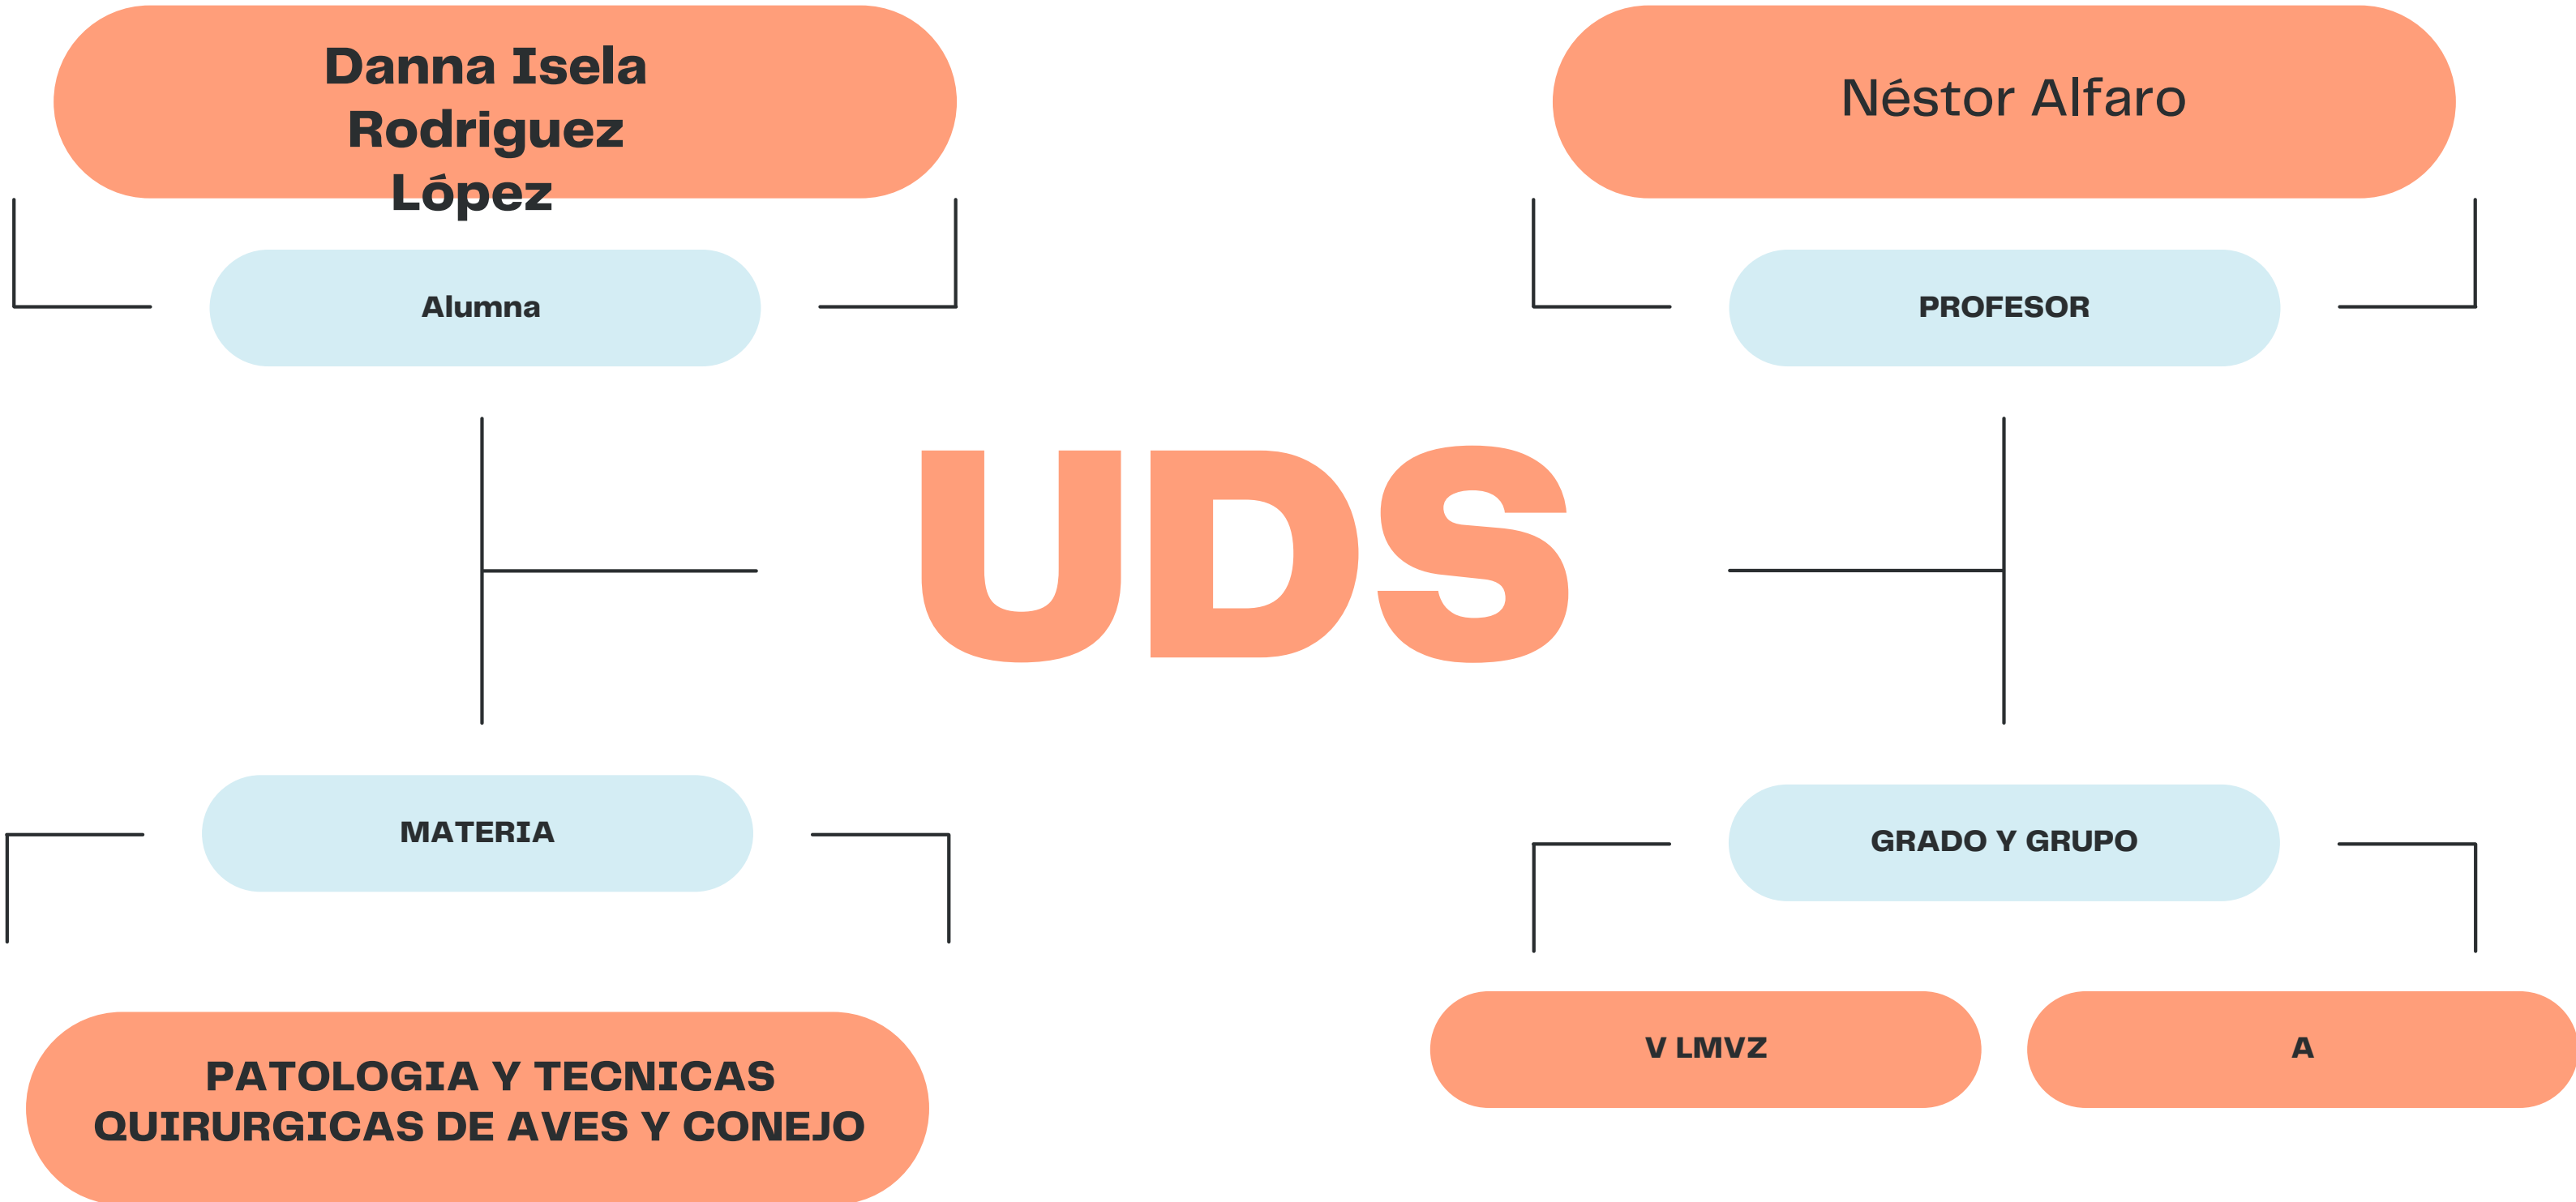 Danna Isela
Rodriguez
López
Alumna
Néstor Alfaro
PROFESOR
UDS
MATERIA
PATOLOGIA Y TECNICAS
QUIRURGICAS DE AVES Y CONEJO
GRADO Y GRUPO
V LMVZ
A